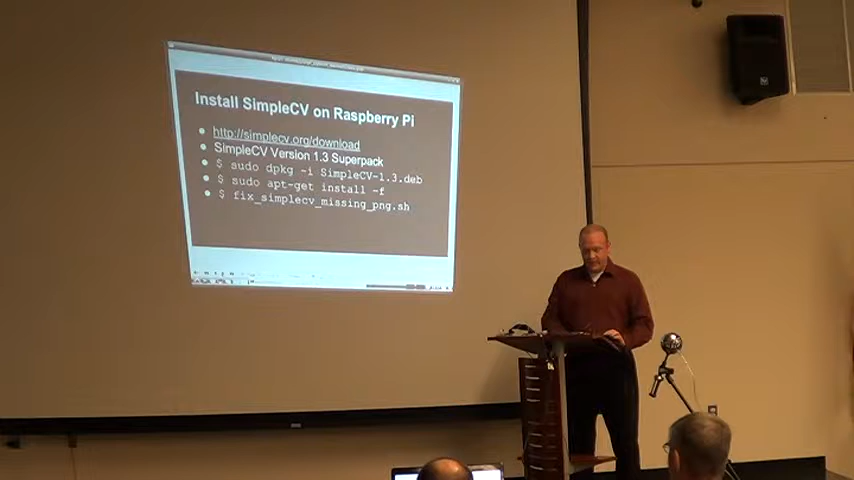 Install SimpleCV on Raspberry Pi
http://simplecv.org/download
SimpleCV Version 1.3 Superpack
$ sudo dpkg -i SimpleCV-1.3.deb
$ sudo apt-get install -f
$ fix_simplecv_missing_png.sh